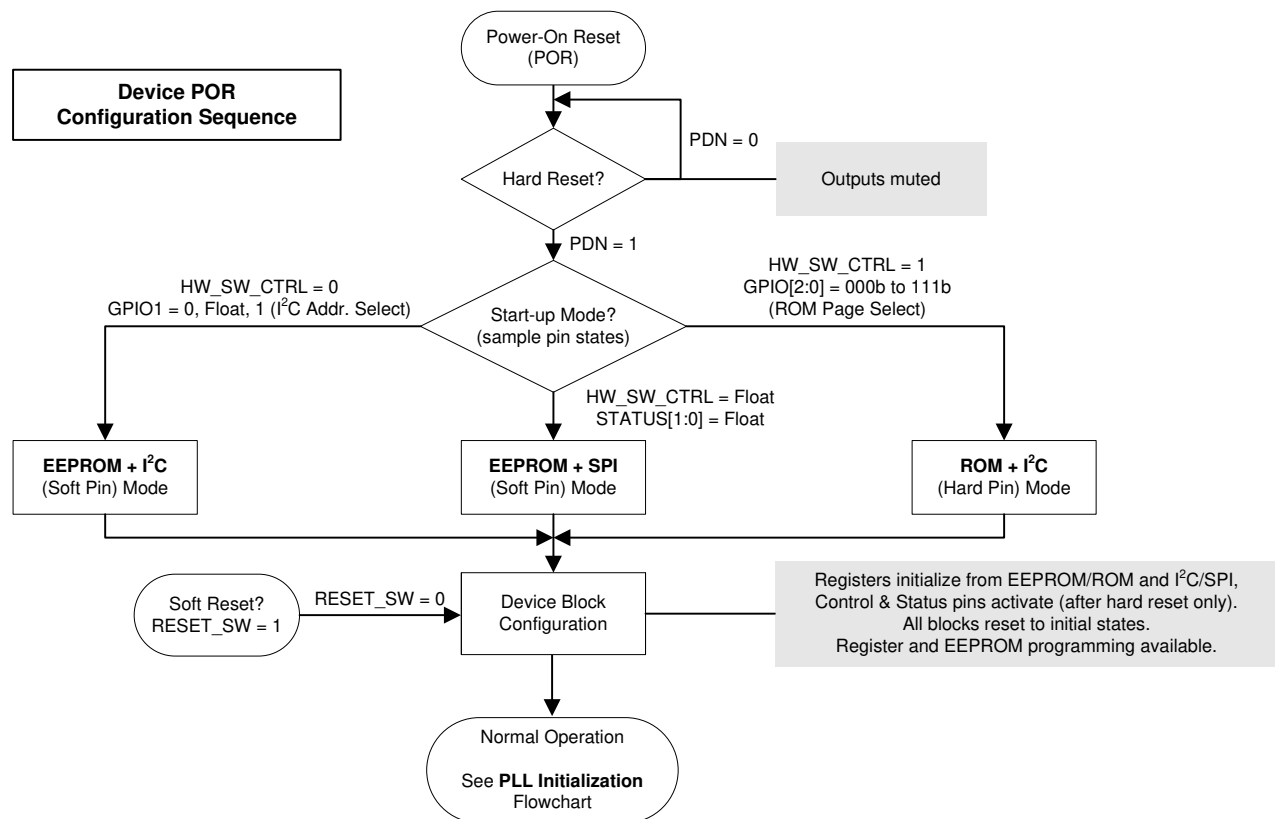 Power-On Reset
(POR)
Device POR
Configuration Sequence
PDN = 0
Hard Reset?
Outputs muted
PDN = 1
HW_SW_CTRL = 0
GPIO1 = 0, Float, 1 (I²C Addr. Select)
HW_SW_CTRL = 1
GPIO[2:0] = 000b to 111b
(ROM Page Select)
Start-up Mode?
(sample pin states)
HW_SW_CTRL = Float
STATUS[1:0] = Float
EEPROM + I²C
(Soft Pin) Mode
EEPROM + SPI
(Soft Pin) Mode
ROM + I²C
(Hard Pin) Mode
Soft Reset?
RESET_SW = 1
RESET_SW = 0
Device Block
Configuration
Registers initialize from EEPROM/ROM and I²C/SPI,
Control & Status pins activate (after hard reset only).
All blocks reset to initial states.
Register and EEPROM programming available.
Normal Operation
See PLL Initialization
Flowchart